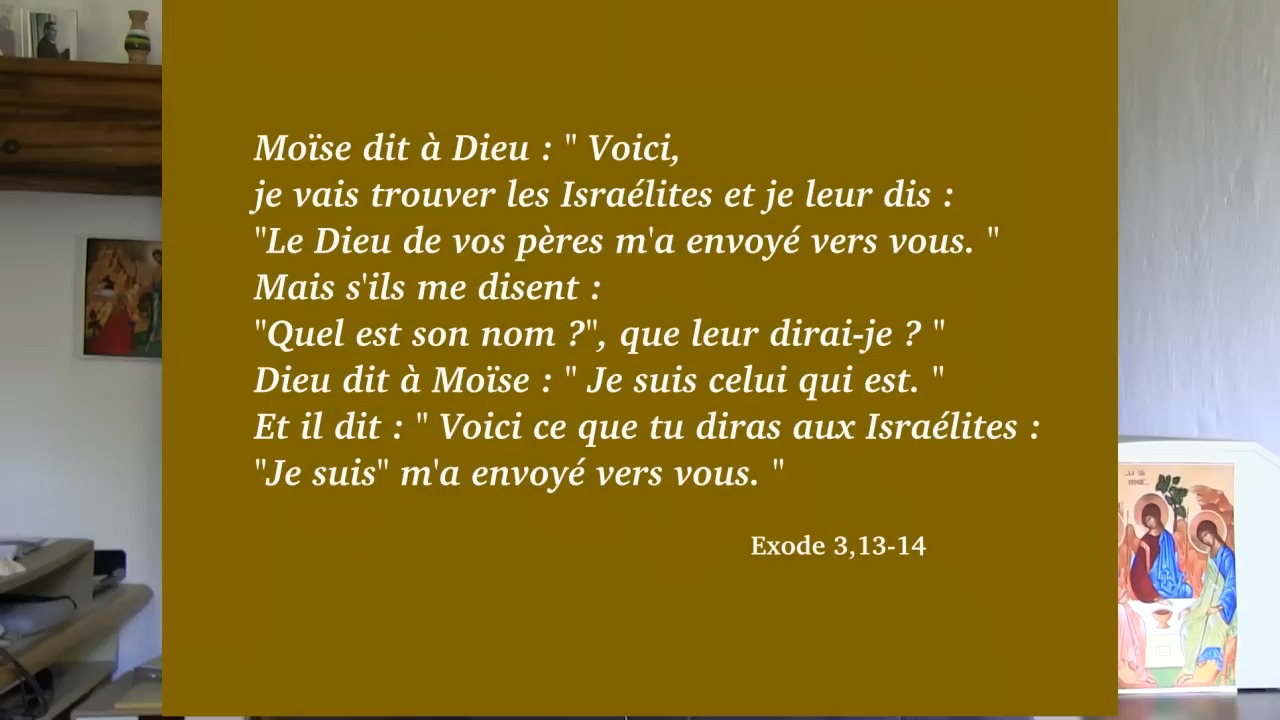 Moïse dit à Dieu : " Voici,
je vais trouver les Israélites et je leur dis :
"Le Dieu de vos pères m'a envoyé vers vous. "
Mais s'ils me disent :
"Quel est son nom ?", que leur dirai-je ? "
Dieu dit à Moïse : " Je suis celui qui est. "
Et il dit : " Voici ce que tu diras aux Israélites :
"Je suis" m'a envoyé vers vous. "
Exode 3,13-14